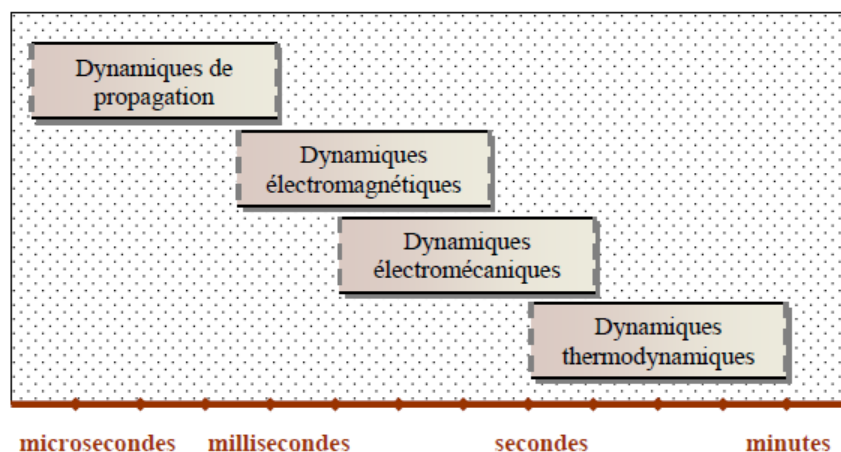 Dynamiques de
propagation
Dynamiques
électromagnétiques
Dynamiques
électromécaniques
Dynamiques
thermodynamiques
microsecondes millisecondes secondes minutes